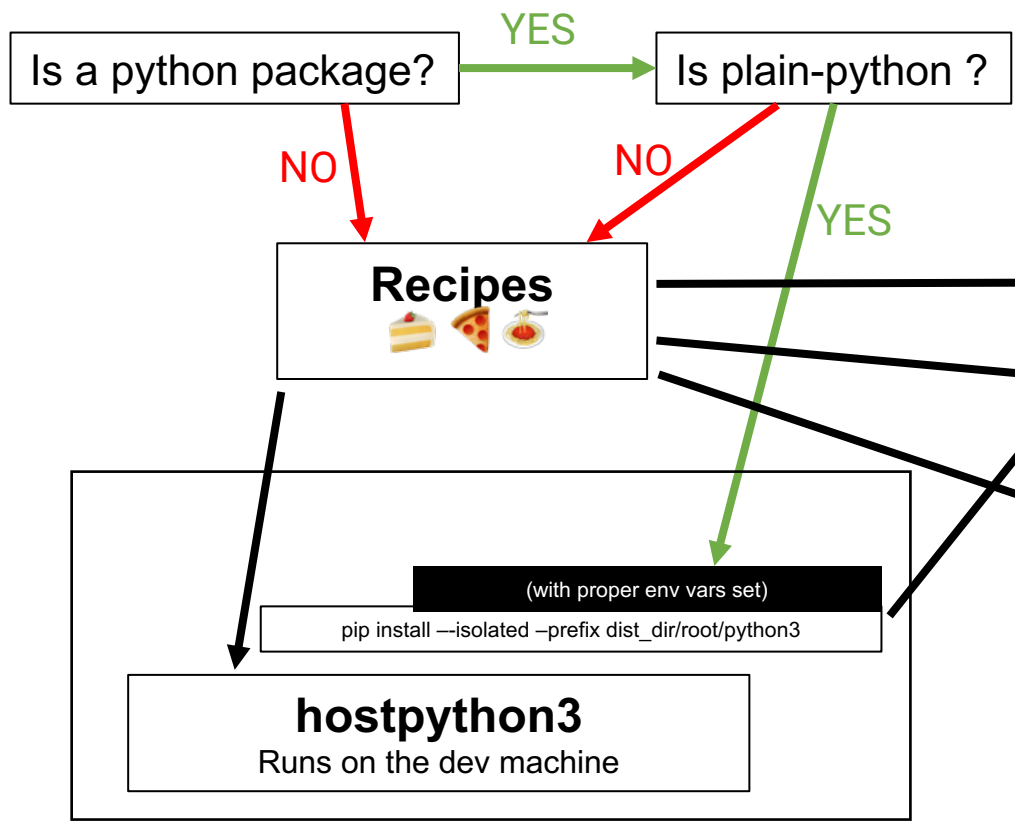 YES
Is a python package?
Is plain-python ?
NO
NO
YES
Recipes
(with proper env vars set)
pip install –-isolated –prefix dist_dir/root/python3
hostpython3
Runs on the dev machine